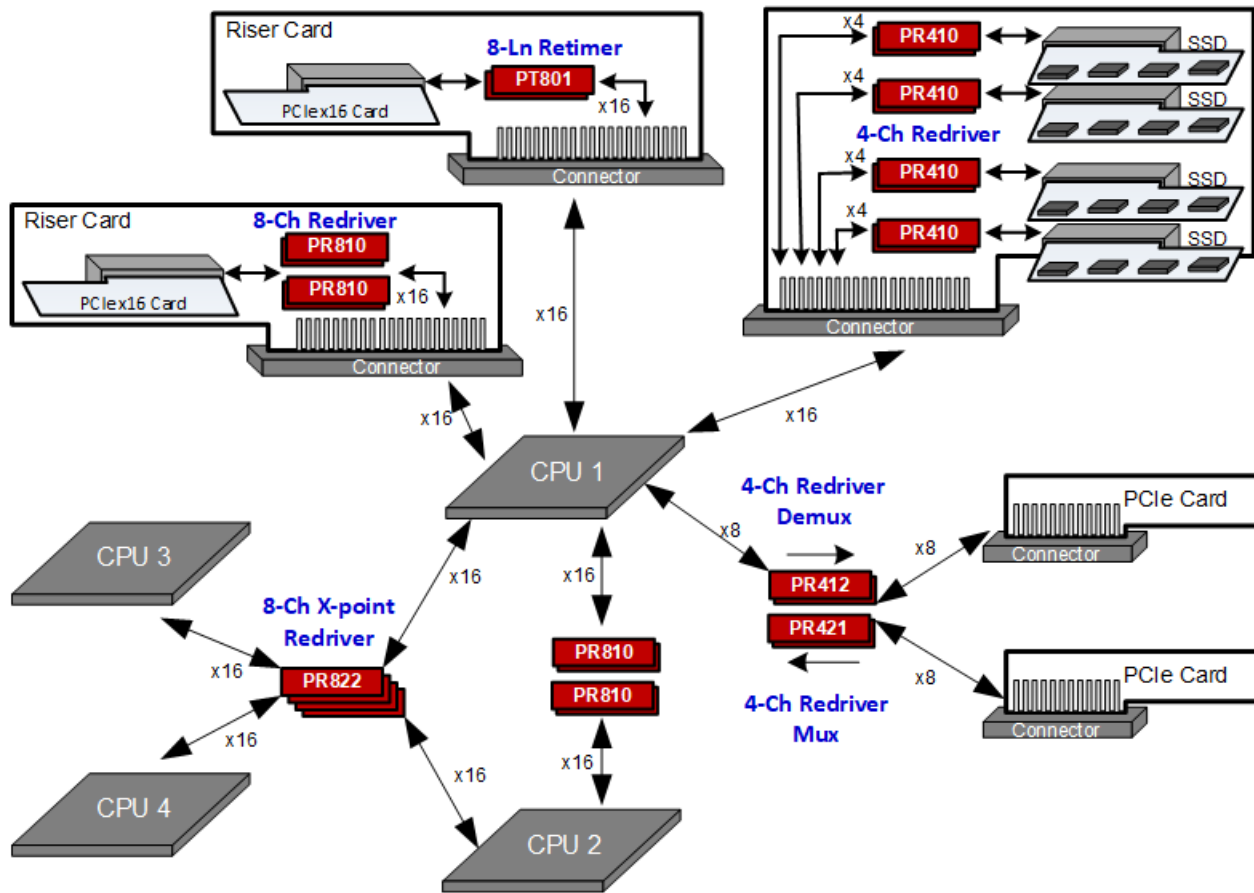 Riser Card
8-Ln Retimer
PT801
x16
PCIex16 Card
Connector
x4
PR410
SSD
PR410
SSD
4-Ch Redriver
x4
PR410
SSD
x4
PR410
SSD
Connector
Riser Card
8-Ch Redriver
PR810
PR810
x16
PCIex16 Card
Connector
x16
x16
x16
CPU 1
4-Ch Redriver
Demux
x8
PR412
PR421
4-Ch Redriver
Mux
x8
PCIe Card
Connector
x8
PCIe Card
Connector
CPU 3
8-Ch X-point
Redriver
x16
x16
PR822
x16
CPU 4
x16
x16
PR810
PR810
x16
CPU 2